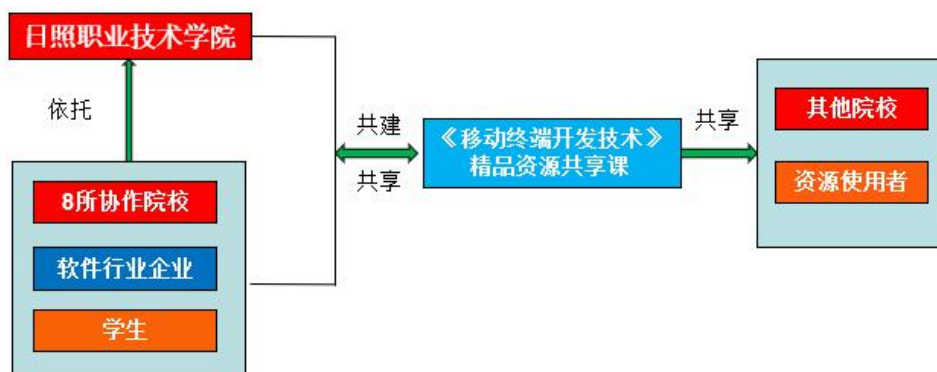 日照职业技术学院
依托
8所协作院校
软件行业企业
学生
共建
共享
《移动终端开发技术》
精品资源共享课
共享
其他院校
资源使用者